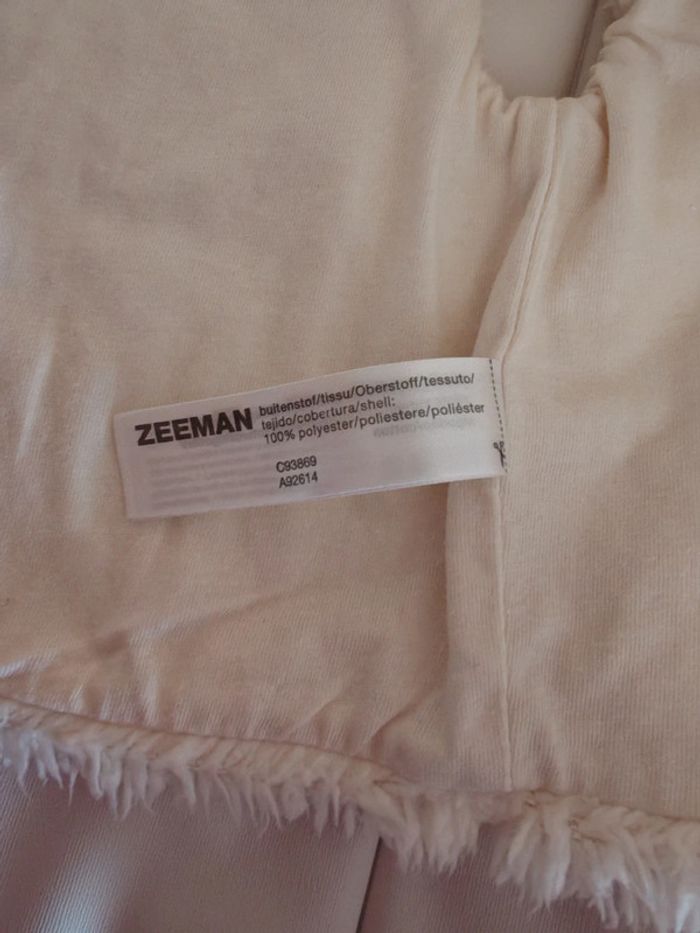 ZEEMAN
buitenstof/tissu/Oberstoff/tessuto/
tejido/cobertura/shell:
100% polyester/poliestere/poliéster
C93869
A92614